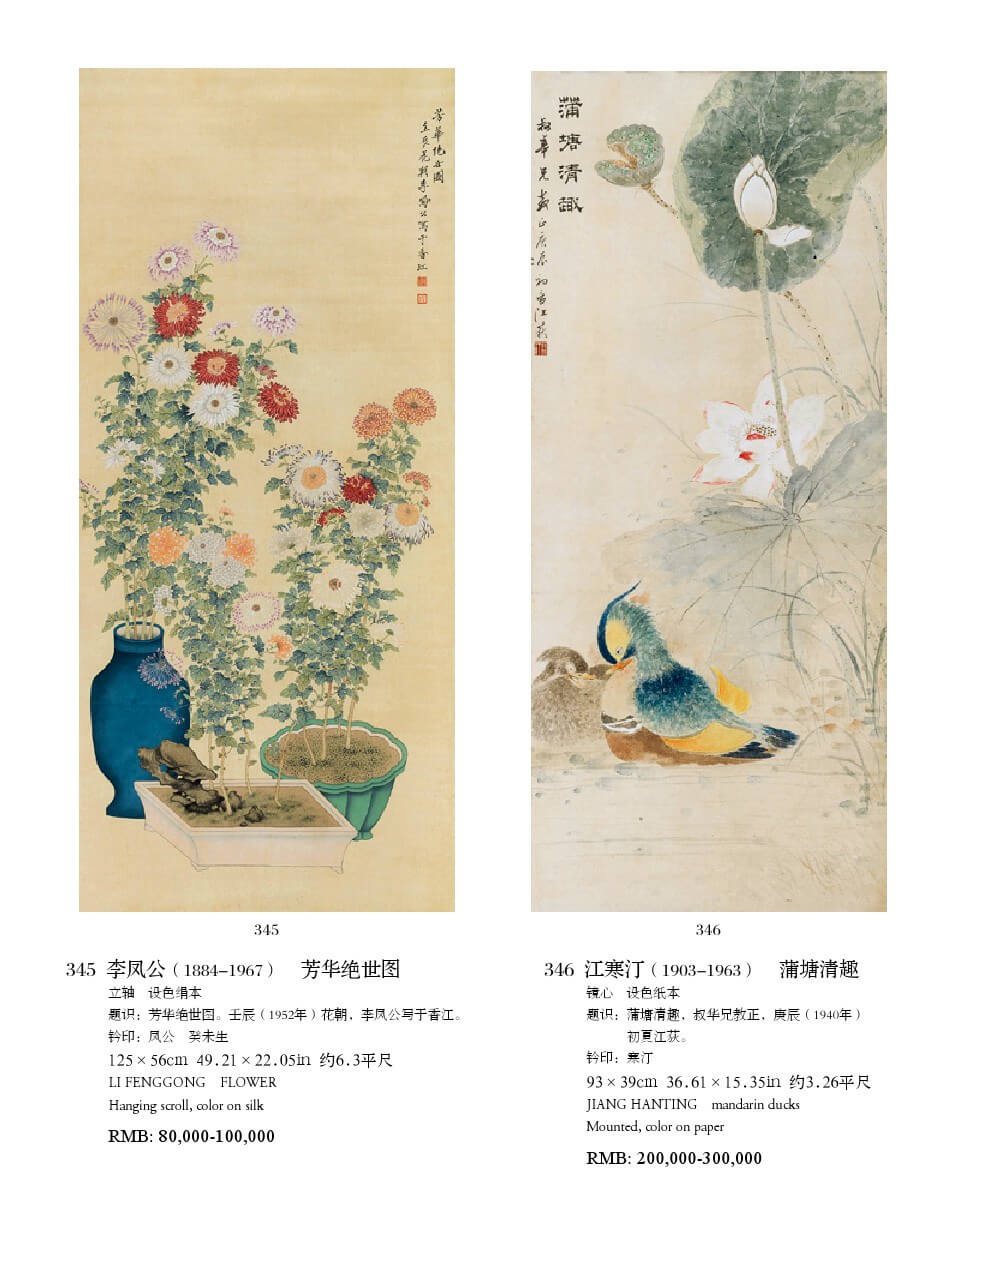 芳華絕世圖
壬辰花朝李鳳公寫于香江
蒲塘清趣
叔華兄教正庚辰初夏江荻
345
346
345 李凤公（1884–1967） 芳华绝世图
立轴 设色绢本
题识：芳华绝世图。壬辰（1952年）花朝，李凤公写于香江。
钤印：凤公 癸未生
125×56cm 49.21×22.05in 约6.3平尺
LI FENGGONG FLOWER
Hanging scroll, color on silk
RMB: 80,000-100,000
346 江寒汀（1903–1963） 蒲塘清趣
镜心 设色纸本
题识：蒲塘清趣，叔华兄教正，庚辰（1940年）
初夏江荻。
钤印：寒汀
93×39cm 36.61×15.35in 约3.26平尺
JIANG HANTING mandarin ducks
Mounted, color on paper
RMB: 200,000-300,000